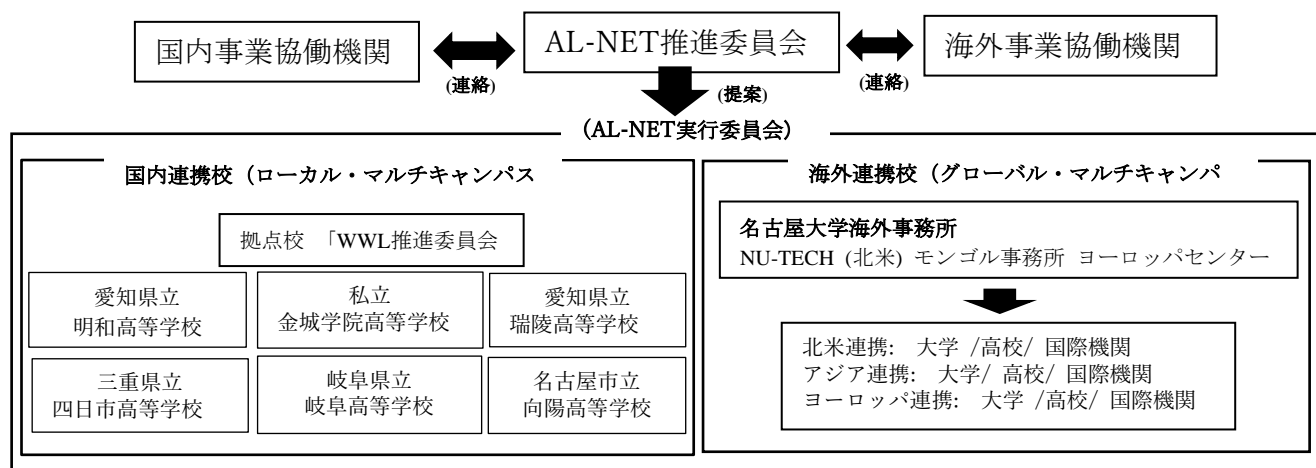 国内事業協働機関
AL-NET推進委員会
海外事業協働機関
(連絡)
(提案)
(連絡)
(AL-NET実行委員会)
国内連携校(ローカル・マルチキャンパス
拠点校 「WWL推進委員会
愛知県立
明和高等学校
私立
金城学院高等学校
愛知県立
瑞陵高等学校
三重県立
四日市高等学校
岐阜県立
岐阜高等学校
名古屋市立
向陽高等学校
海外連携校(グローバル・マルチキャンパ
名古屋大学海外事務所
NU-TECH (北米) モンゴル事務所 ヨーロッパセンター
北米連携: 大学 /高校/ 国際機関
アジア連携: 大学/ 高校/ 国際機関
ヨーロッパ連携: 大学 /高校/ 国際機関